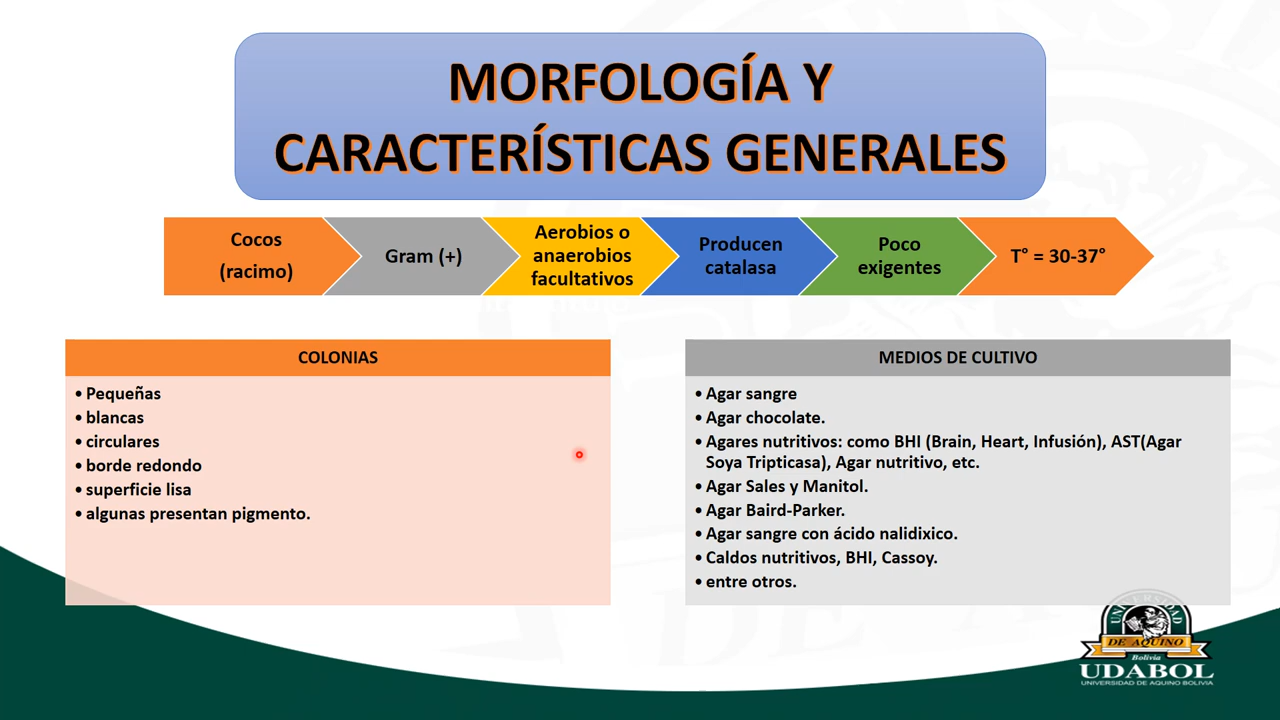 MORFOLOGÍA Y
CARACTERÍSTICAS GENERALES
Cocos
(racimo)
Gram (+)
Aerobios o
anaerobios
facultativos
Producen
catalasa
Poco
exigentes
T° = 30-37°
COLONIAS
• Pequeñas
• blancas
• circulares
• borde redondo
• superficie lisa
• algunas presentan pigmento.
MEDIOS DE CULTIVO
• Agar sangre
• Agar chocolate.
• Agares nutritivos: como BHI (Brain, Heart, Infusión), AST(Agar
Soya Tripticasa), Agar nutritivo, etc.
• Agar Sales y Manitol.
• Agar Baird-Parker.
• Agar sangre con ácido nalidixico.
• Caldos nutritivos, BHI, Cassoy.
• entre otros.
UNIVERSIDAD
DE AQUINO
Bolivia
UDABOL
UNIVERSIDAD DE AQUINO BOLIVIA